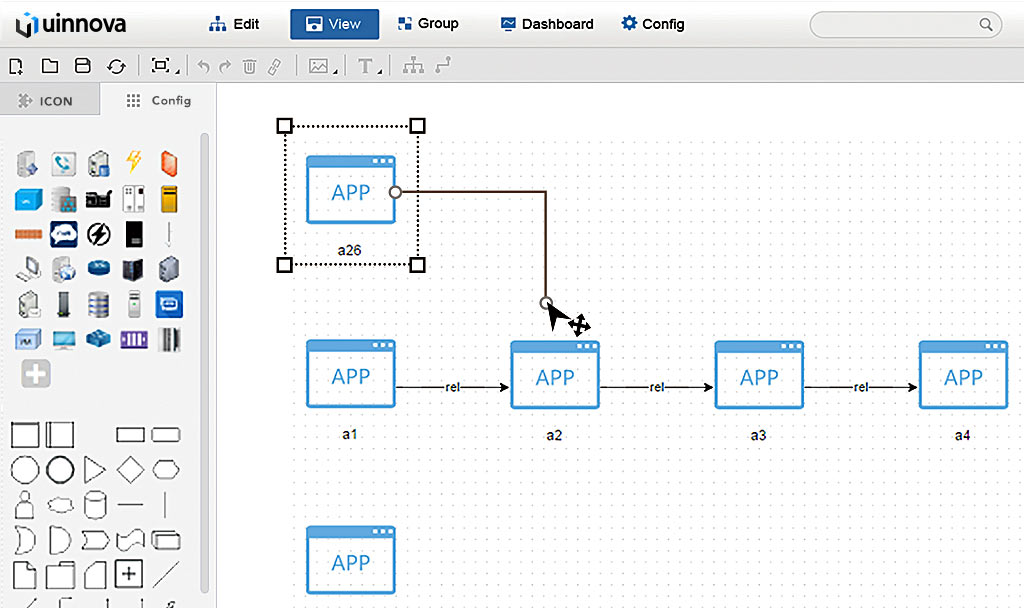 uinnova
Edit
View
Group
Dashboard
Config
T
ICON
Config
APP
a26
APP
rel
APP
rel
APP
rel
APP
a1
a2
a3
a4
APP